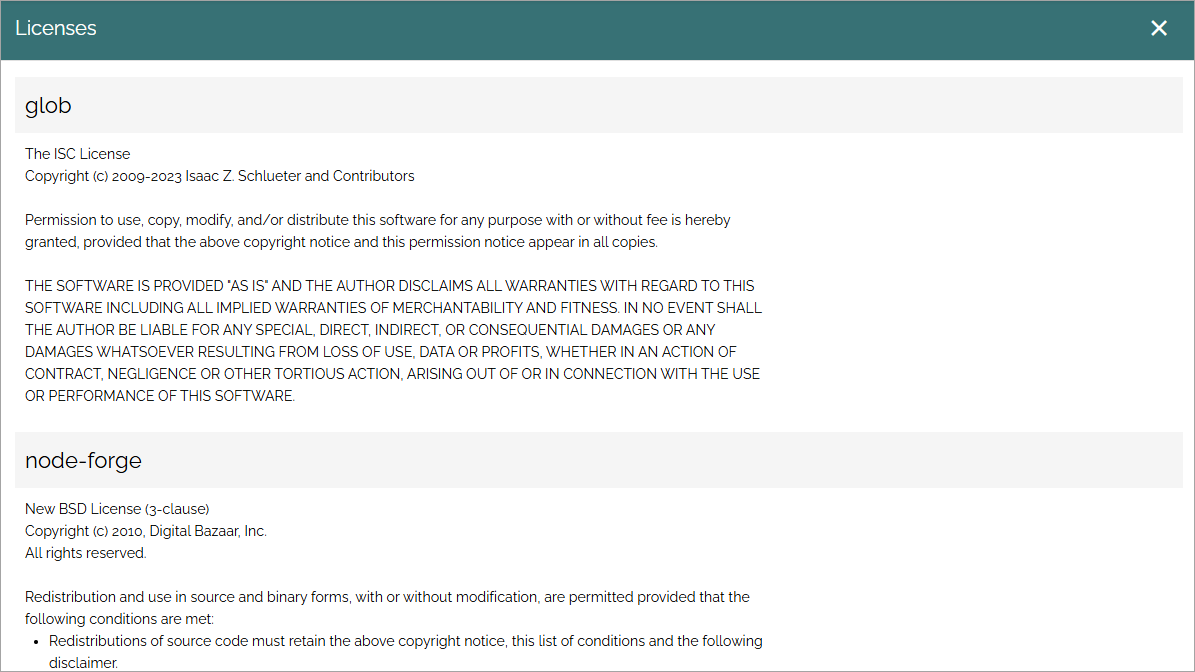 Licenses
glob
The ISC License
Copyright (c) 2009-2023 Isaac Z. Schlueter and Contributors
Permission to use, copy, modify, and/or distribute this software for any purpose with or without fee is hereby
granted, provided that the above copyright notice and this permission notice appear in all copies.
THE SOFTWARE IS PROVIDED "AS IS" AND THE AUTHOR DISCLAIMS ALL WARRANTIES WITH REGARD TO THIS
SOFTWARE INCLUDING ALL IMPLIED WARRANTIES OF MERCHANTABILITY AND FITNESS. IN NO EVENT SHALL
THE AUTHOR BE LIABLE FOR ANY SPECIAL, DIRECT, INDIRECT, OR CONSEQUENTIAL DAMAGES OR ANY
DAMAGES WHATSOEVER RESULTING FROM LOSS OF USE, DATA OR PROFITS, WHETHER IN AN ACTION OF
CONTRACT, NEGLIGENCE OR OTHER TORTIOUS ACTION, ARISING OUT OF OR IN CONNECTION WITH THE USE
OR PERFORMANCE OF THIS SOFTWARE.
node-forge
New BSD License (3-clause)
Copyright (c) 2010, Digital Bazaar, Inc.
All rights reserved.
Redistribution and use in source and binary forms, with or without modification, are permitted provided that the
following conditions are met:
• Redistributions of source code must retain the above copyright notice, this list of conditions and the following
disclaimer.